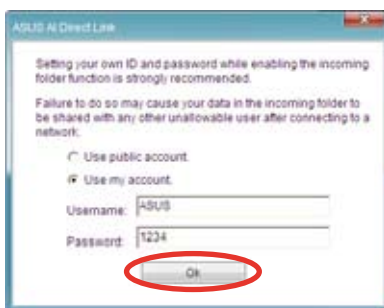 ASUS AI Direct Link
Setting your own ID and password while enabling the incoming
folder function is strongly recommended.
Failure to do so may cause your data in the incoming folder to
be shared with any other unallowable user after connecting to a
network.
Use public account.
Use my account.
Username: ASUS
Password: 1234
Ok